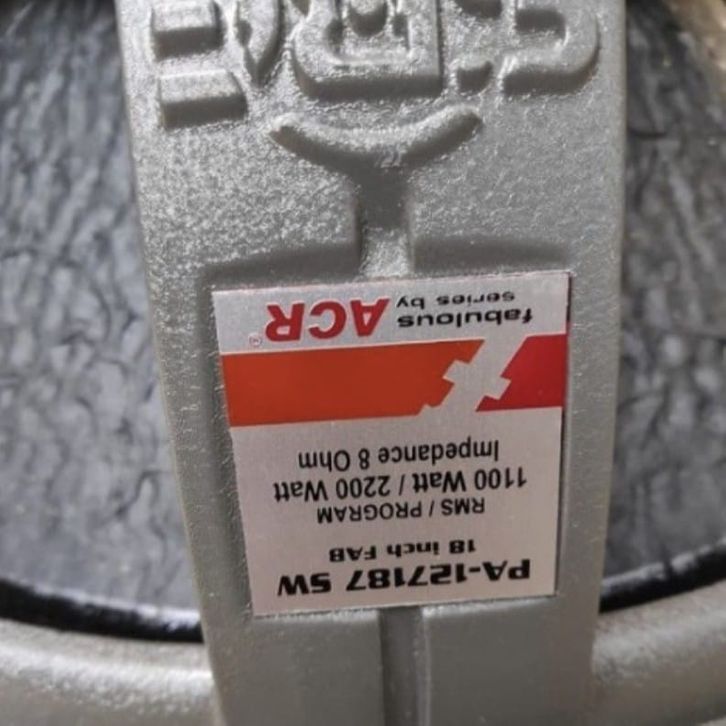 PA-127187 SW
18 inch FAB
RMS / PROGRAM
1100 Watt / 2200 Watt
Impedance 8 Ohm
fabulous
series by ACR®